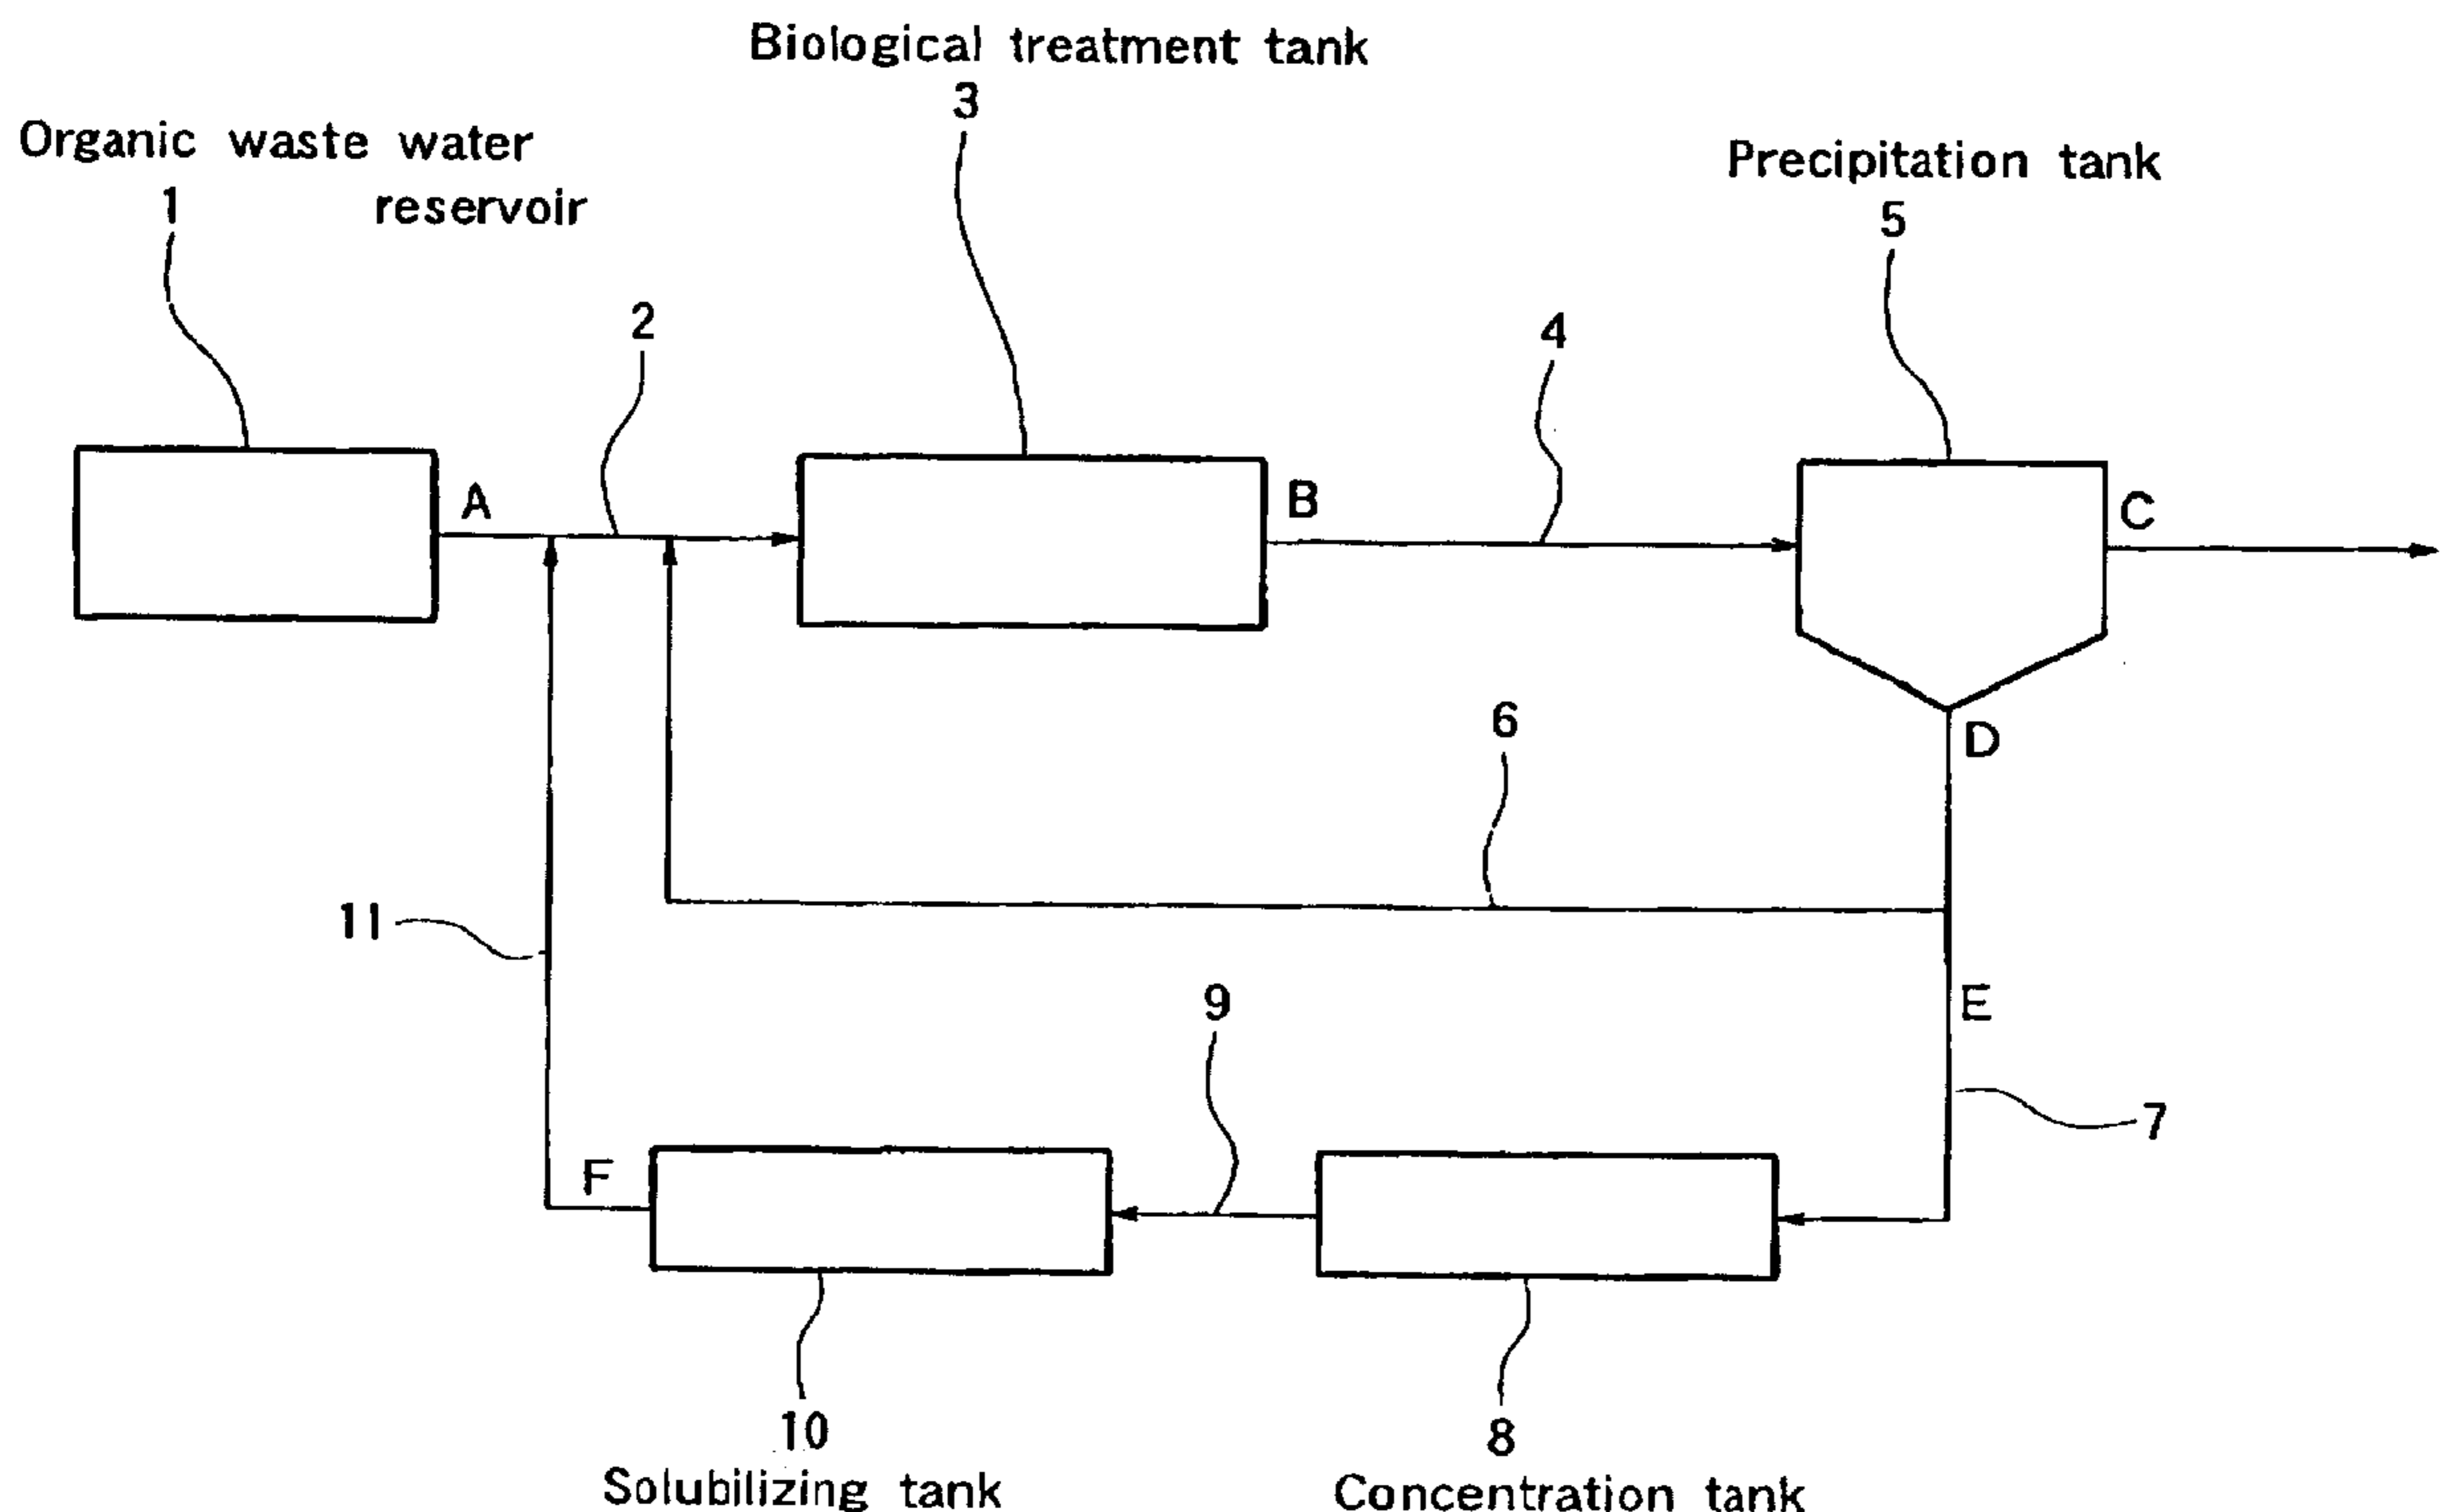 Biological treatment tank
3
Organic waste water
reservoir
1
Precipitation tank
5
2
4
A
B
C
6
D
11
9
E
7
F
10
Solubilizing tank
8
Concentration tank